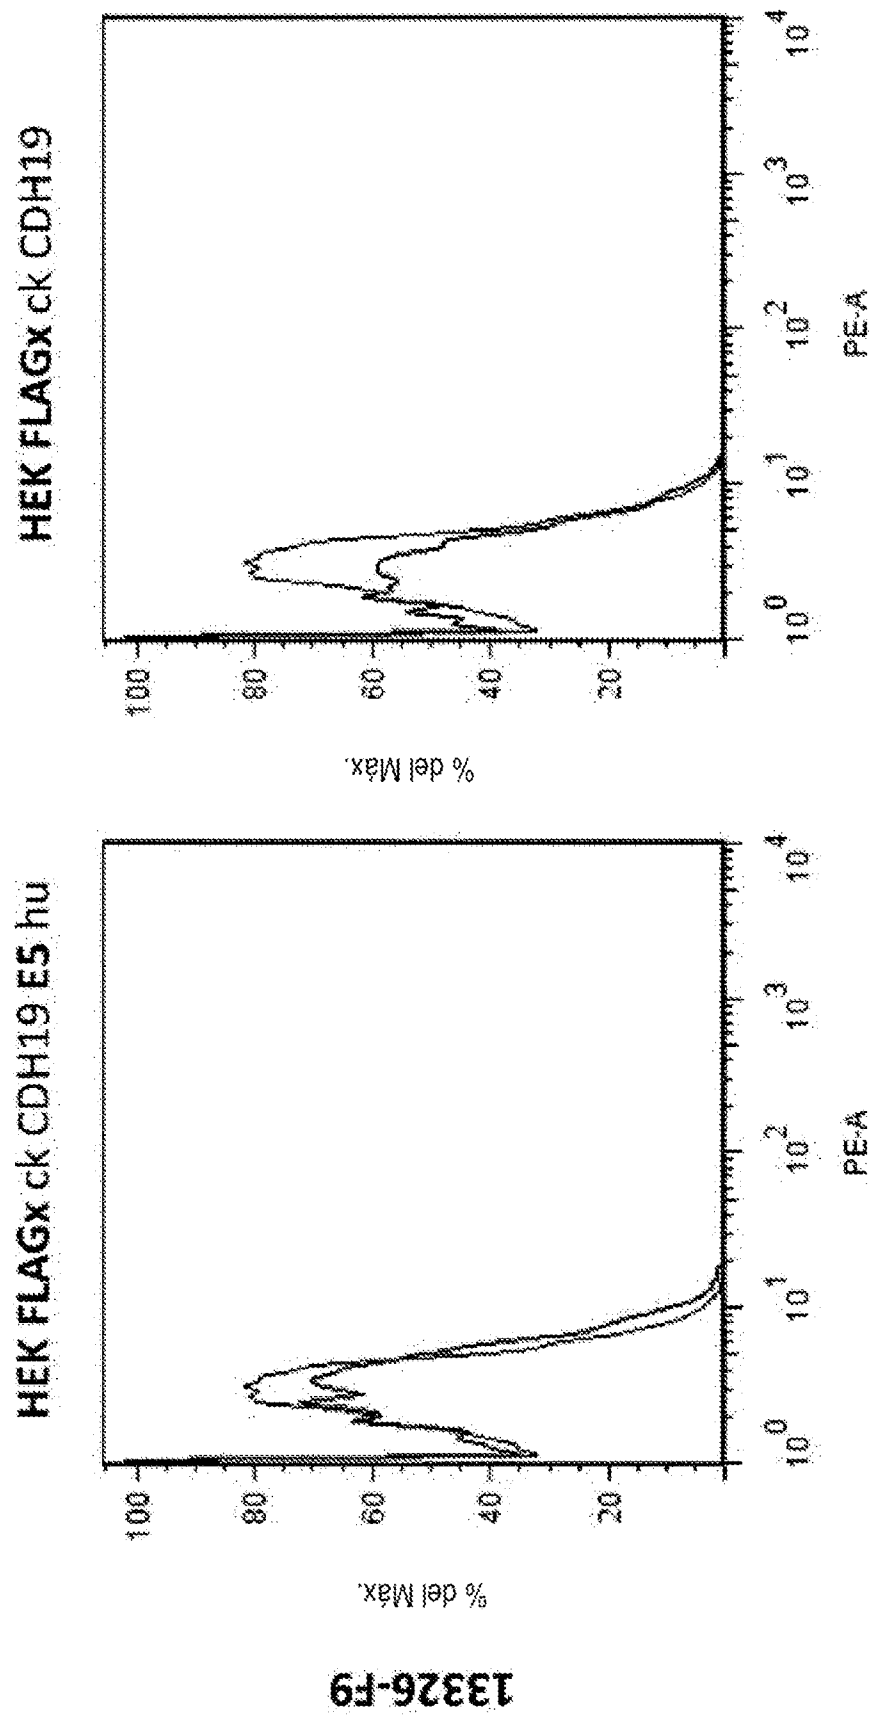 HEK FLAGx ck CDH19 E5 hu
HEK FLAGx ck CDH19
13326-F9
% del Máx.
100
80
60
40
20
10^0
10^1
10^2
10^3
10^4
PE-A
% del Máx.
100
80
60
40
20
10^0
10^1
10^2
10^3
10^4
PE-A